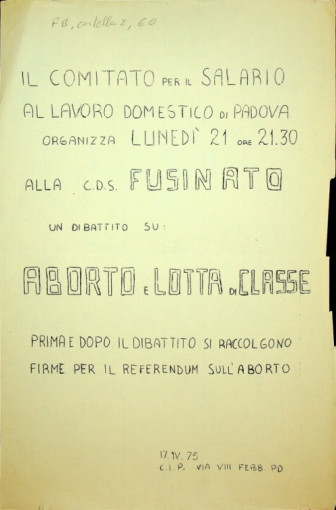 FB, cartella 2, 60
IL COMITATO PER IL SALARIO
AL LAVORO DOMESTICO DI PADOVA
ORGANIZZA LUNEDÌ 21 ORE 21.30
ALLA C.D.S. FUSINATO
UN DIBATTITO SU:
ABORTO E LOTTA DI CLASSE
PRIMA E DOPO IL DIBATTITO SI RACCOLGONO
FIRME PER IL REFERENDUM SULL'ABORTO
17.IV.75
C.I.P. VIA VIII FEBB. PD